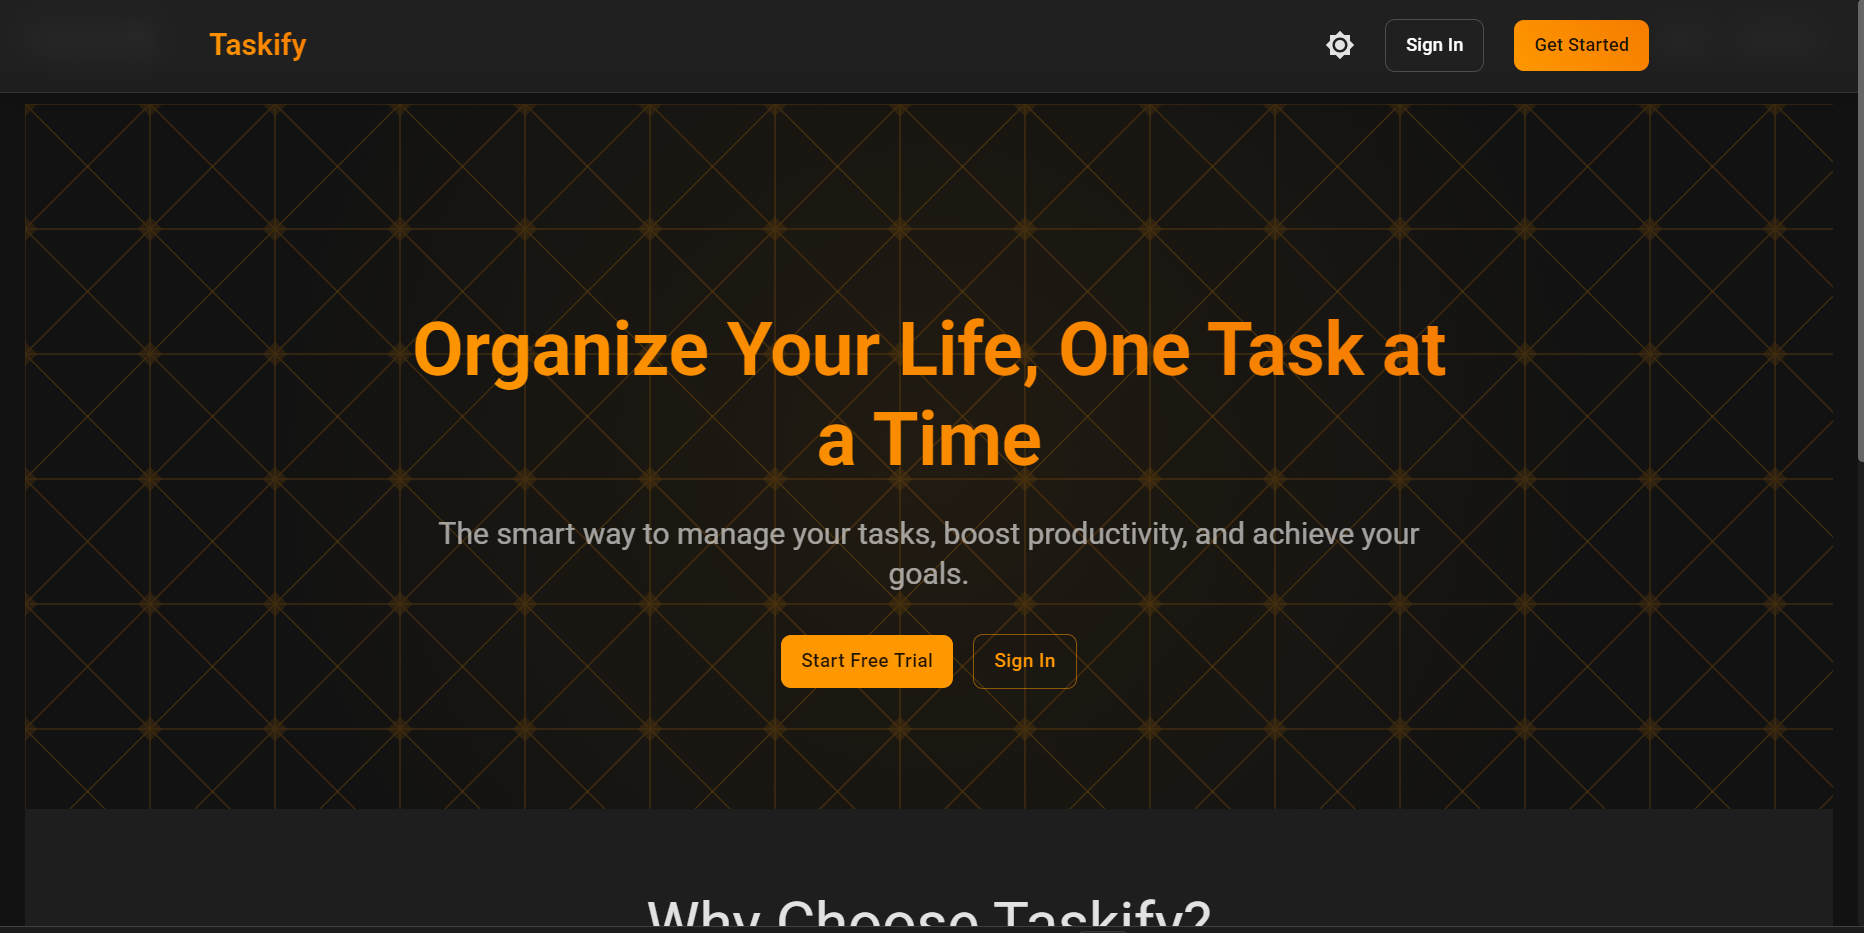 Taskify
Sign In
Get Started
Organize Your Life, One Task at
a Time
The smart way to manage your tasks, boost productivity, and achieve your
goals.
Start Free Trial
Sign In
Why Choose Taskify?